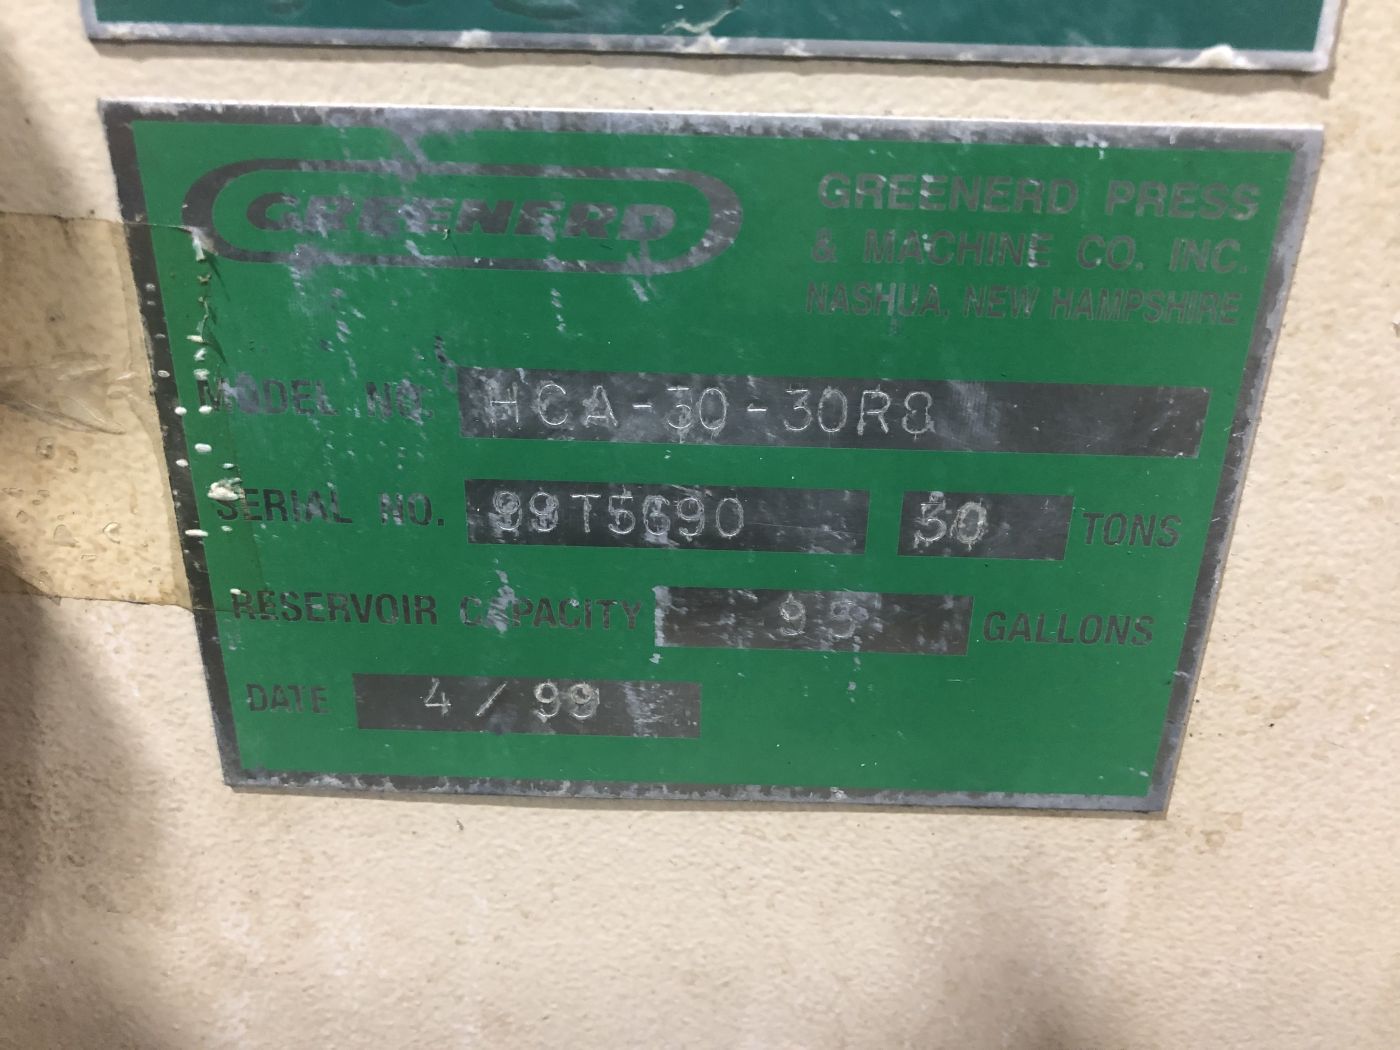 GREENERD
GREENERD PRESS
& MACHINE CO. INC.
NASHUA, NEW HAMPSHIRE
MODEL NO. HCA-30-30R8
SERIAL NO. 99T5690 30 TONS
RESERVOIR CAPACITY 95 GALLONS
DATE 4/99